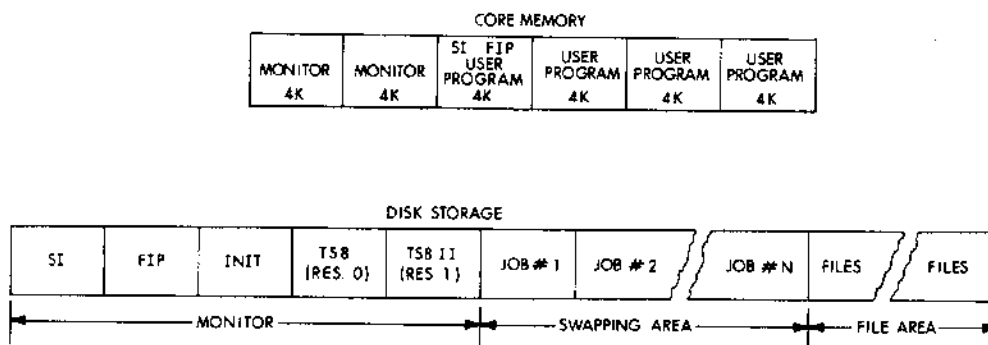 CORE MEMORY
MONITOR
4K
MONITOR
4K
SI FIP
USER
PROGRAM
4K
USER
PROGRAM
4K
USER
PROGRAM
4K
USER
PROGRAM
4K
DISK STORAGE
SI
FIP
INIT
TS8
(RES. 0)
TS8 II
(RES 1)
JOB # 1
JOB # 2
JOB # N
FILES
FILES
MONITOR
SWAPPING AREA
FILE AREA